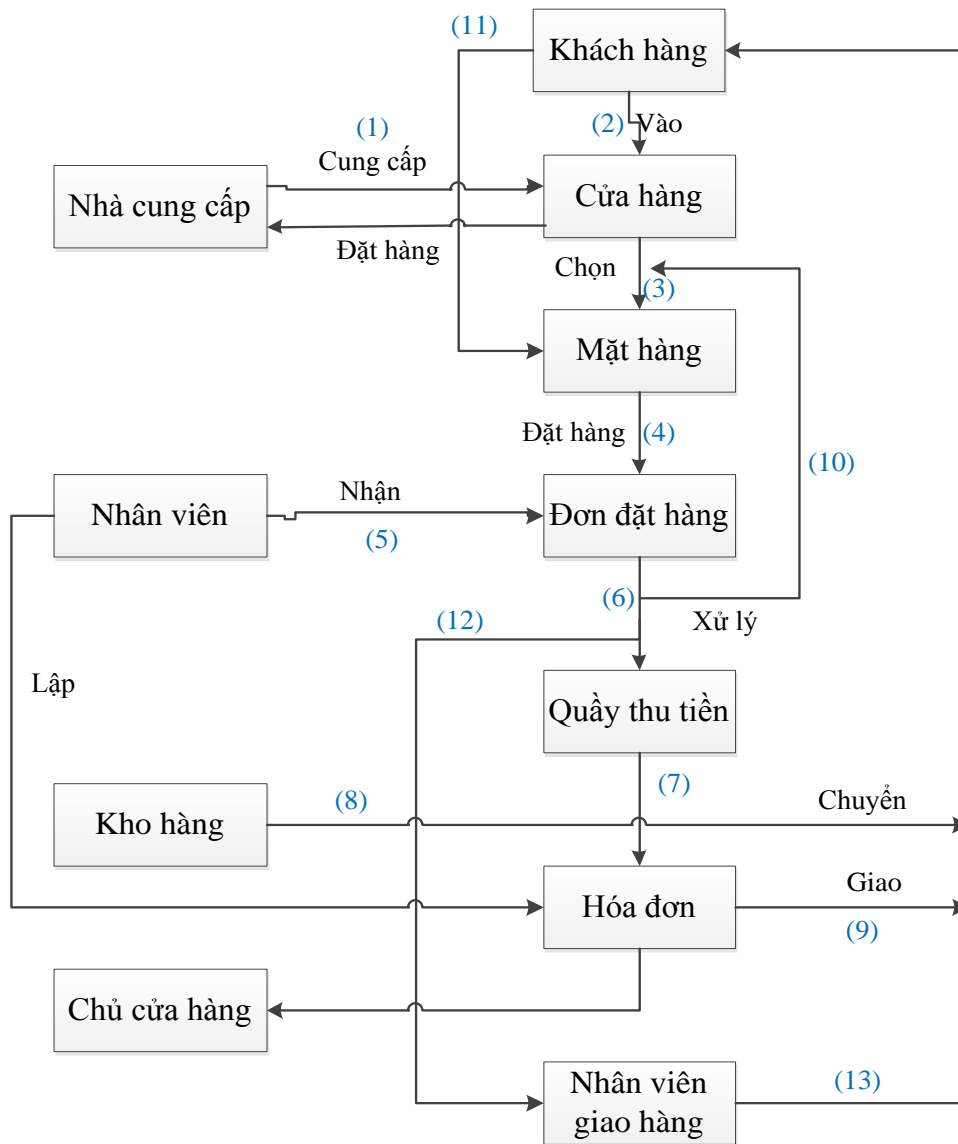 (11)
Khách hàng
(2) Vào
(1)
Cung cấp
Nhà cung cấp
Cửa hàng
Đặt hàng
Chọn
(3)
Mặt hàng
Đặt hàng
(4)
(10)
Nhân viên
Nhận
(5)
Đơn đặt hàng
(6)
Xử lý
(12)
Lập
Quầy thu tiền
(7)
Kho hàng
(8)
Chuyển
Hóa đơn
Giao
(9)
Chủ cửa hàng
Nhân viên
giao hàng
(13)